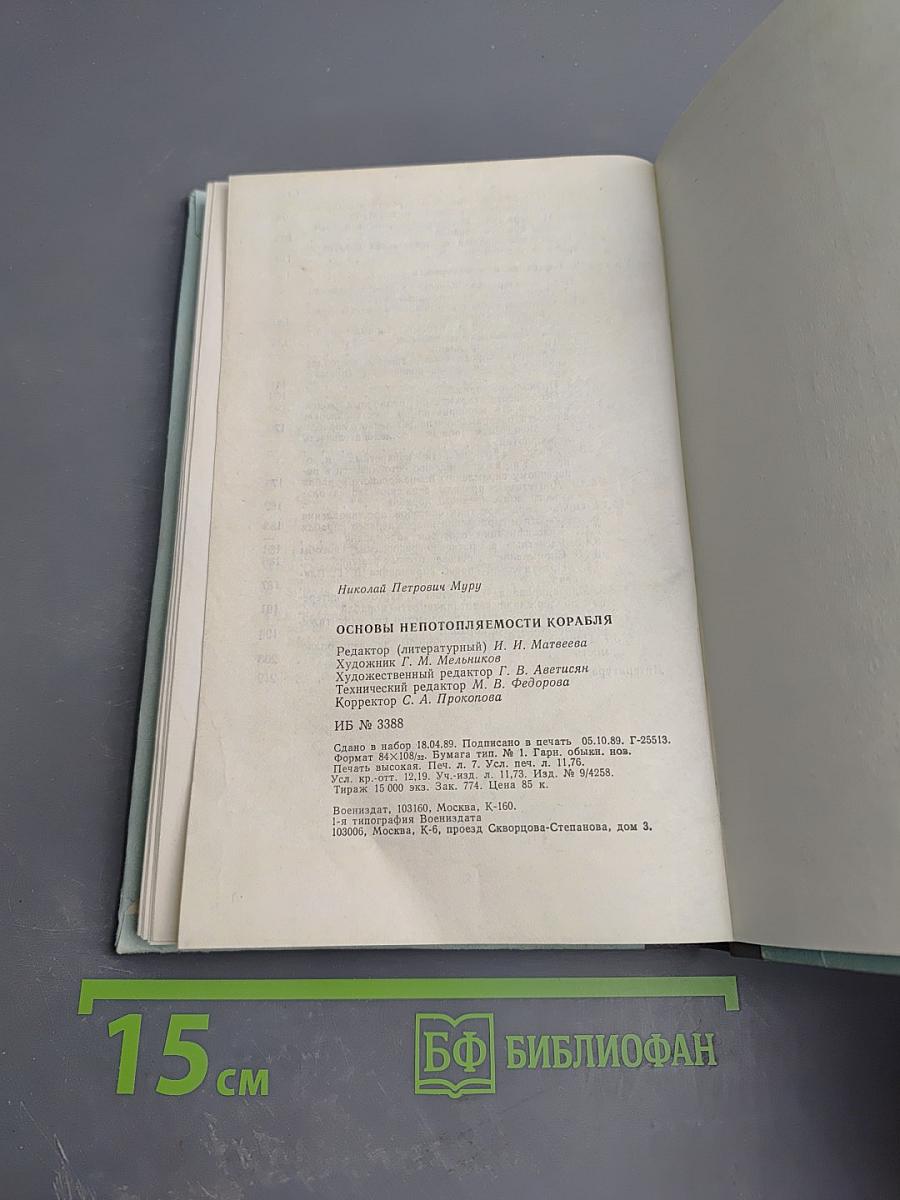 Николай Петрович Муру
ОСНОВЫ НЕПОТОПЛЯЕМОСТИ КОРАБЛЯ
Редактор (литературный) И. И. Матвеева
Художник Г. М. Мельников
Художественный редактор Г. В. Аветисян
Технический редактор М. В. Федорова
Корректор С. А. Прокопова
ИБ № 3388
Сдано в набор 18.04.89. Подписано в печать 05.10.89. Г-25513.
Формат 84×108/32. Бумага тип. № 1. Гарн. обыкн. нов.
Печать высокая. Печ. л. 7. Усл. печ. л. 11,76.
Усл. кр.-отт. 12,19. Уч.-изд. л. 11,73. Изд. № 9/4258.
Тираж 15 000 экз. Зак. 774. Цена 85 к.
Воениздат, 103160, Москва, К-160.
1-я типография Воениздата
103006, Москва, К-6, проезд Скворцова-Степанова, дом 3.
15 см
БФ БИБЛИОФАН